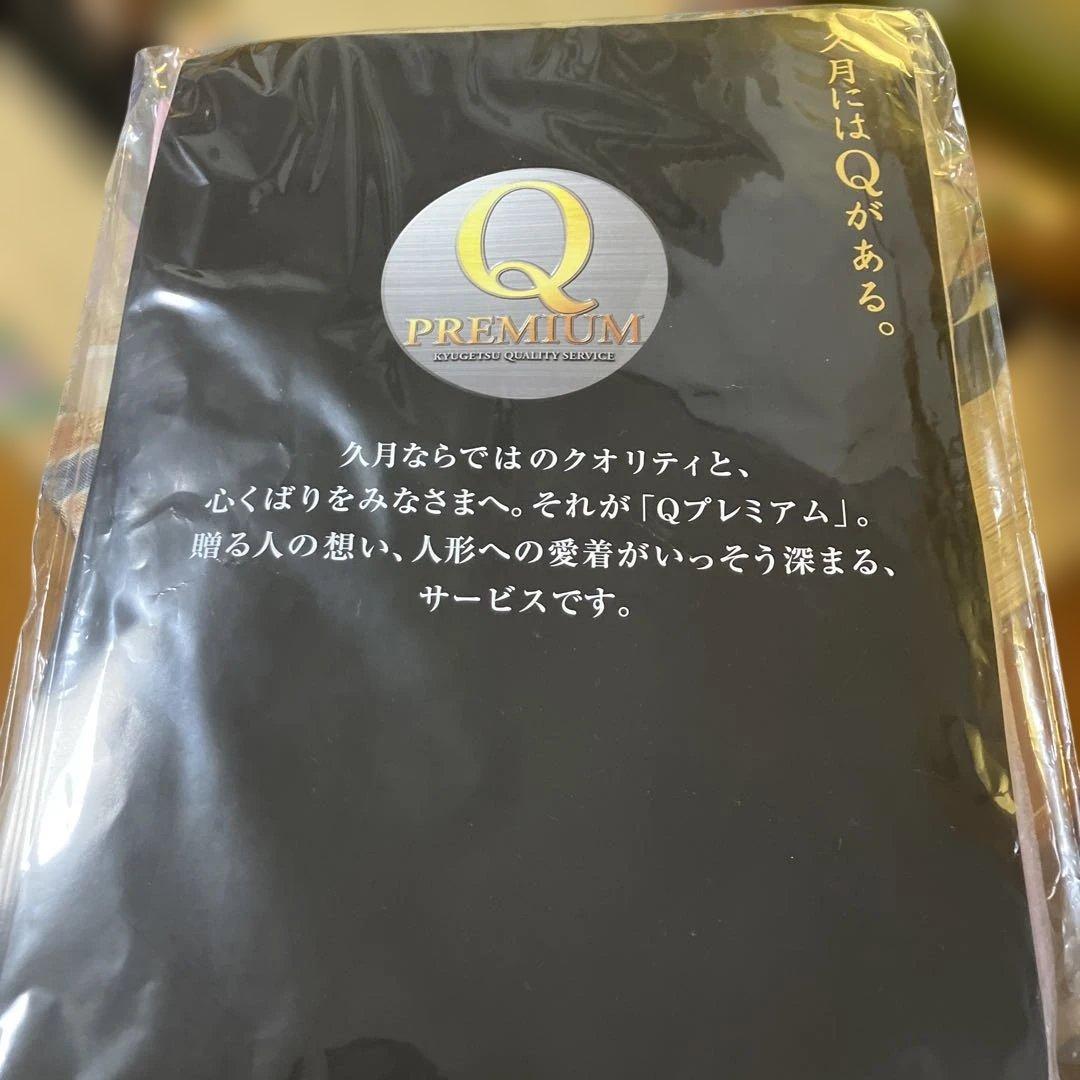 久月にはQがある。
Q
PREMIUM
KYUGETSU QUALITY SERVICE
久月ならではのクオリティと、
心くばりをみなさまへ。それが「Qプレミアム」。
贈る人の想い、人形への愛着がいっそう深まる、
サービスです。